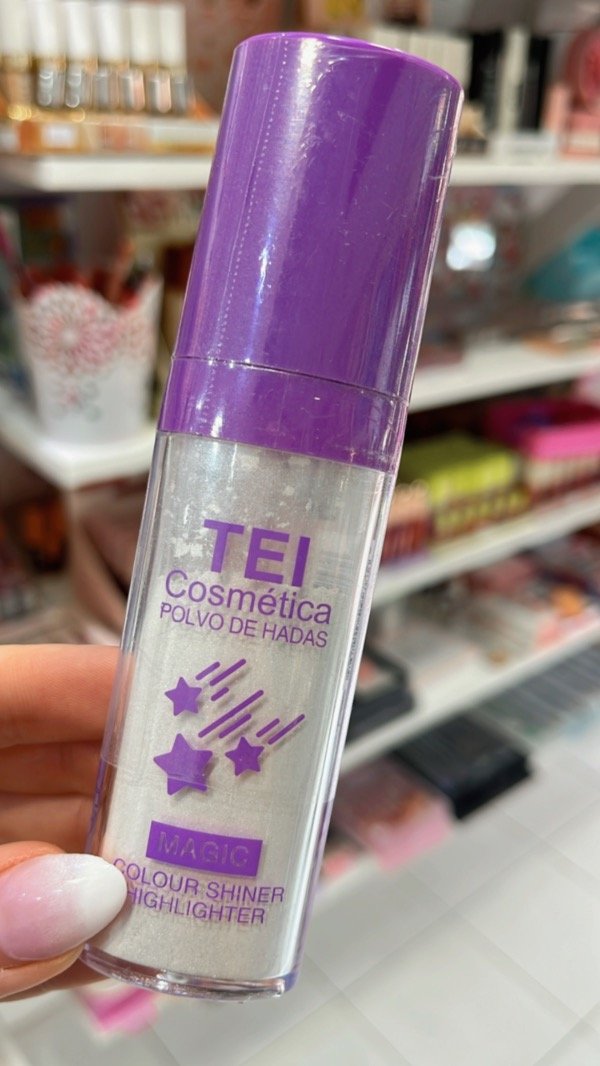 TEI
Cosmética
POLVO DE HADAS
MAGIC
COLOUR SHINER
HIGHLIGHTER